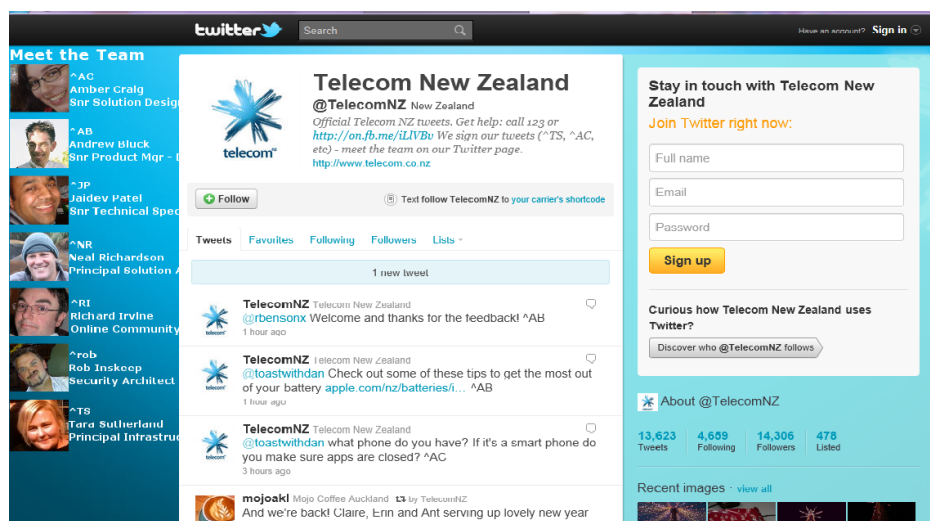 twitter
Search
Have an account? Sign in
Meet the Team
^AC
Amber Craig
Snr Solution Desig
^AB
Andrew Bluck
Snr Product Mgr - D
^JP
Jaidev Patel
Snr Technical Spec
^NR
Neal Richardson
Principal Solution A
^RI
Richard Irvine
Online Community
^rob
Rob Inskeep
Security Architect
^TS
Tara Sutherland
Principal Infrastruc
telecom
Telecom New Zealand
@TelecomNZ New Zealand
Official Telecom NZ tweets. Get help: call 123 or
http://on.fb.me/iLlVBv We sign our tweets (^TS, ^AC,
etc) - meet the team on our Twitter page.
http://www.telecom.co.nz
Follow
Text follow TelecomNZ to your carrier's shortcode
Tweets Favorites Following Followers Lists
1 new tweet
TelecomNZ Telecom New Zealand
@rbensonx Welcome and thanks for the feedback! ^AB
1 hour ago
telecom
TelecomNZ Telecom New Zealand
@toastwithdan Check out some of these tips to get the most out
of your battery apple.com/nz/batteries/i... ^AB
1 hour ago
telecom
TelecomNZ Telecom New Zealand
@toastwithdan what phone do you have? If it's a smart phone do
you make sure apps are closed? ^AC
3 hours ago
telecom
mojoakl Mojo Coffee Auckland by TelecomNZ
And we're back! Claire, Erin and Ant serving up lovely new year
Stay in touch with Telecom New
Zealand
Join Twitter right now:
Full name
Email
Password
Sign up
Curious how Telecom New Zealand uses
Twitter?
Discover who @TelecomNZ follows
About @TelecomNZ
13,623 4,659 14,306 478
Tweets Following Followers Listed
Recent images - view all